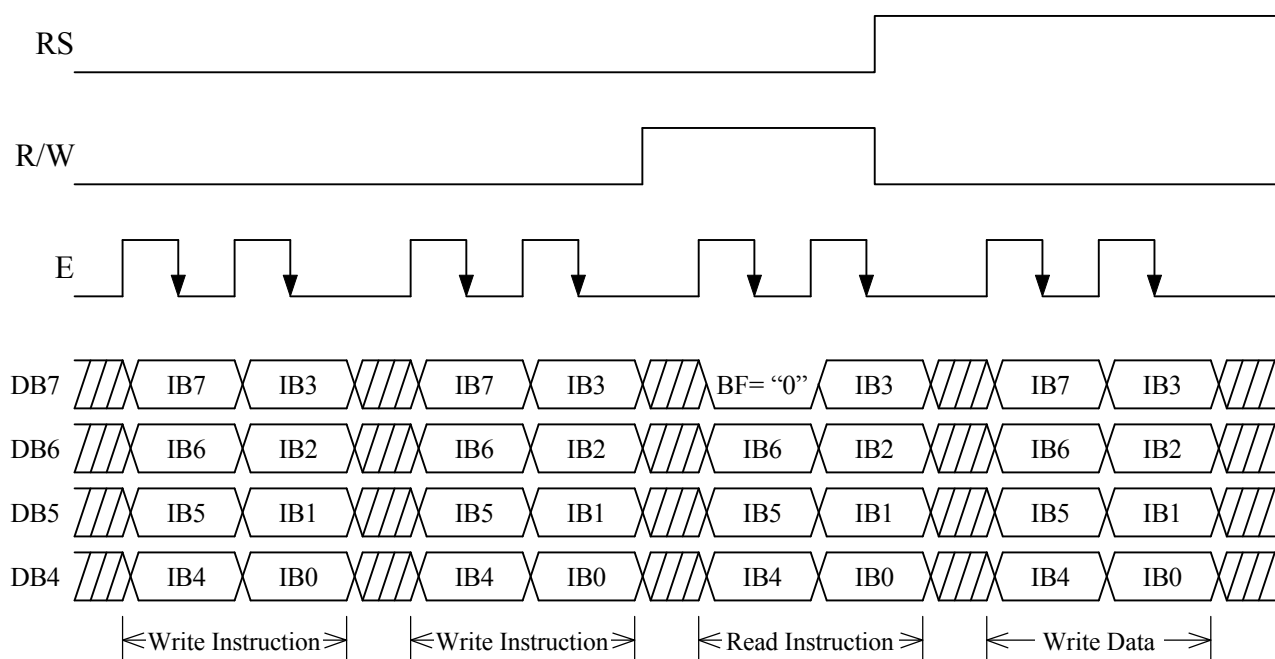 RS
R/W
E
DB7 IB7 IB3 IB7 IB3 BF= “0” IB3 IB7 IB3
DB6 IB6 IB2 IB6 IB2 IB6 IB2 IB6 IB2
DB5 IB5 IB1 IB5 IB1 IB5 IB1 IB5 IB1
DB4 IB4 IB0 IB4 IB0 IB4 IB0 IB4 IB0
Write Instruction Write Instruction Read Instruction Write Data